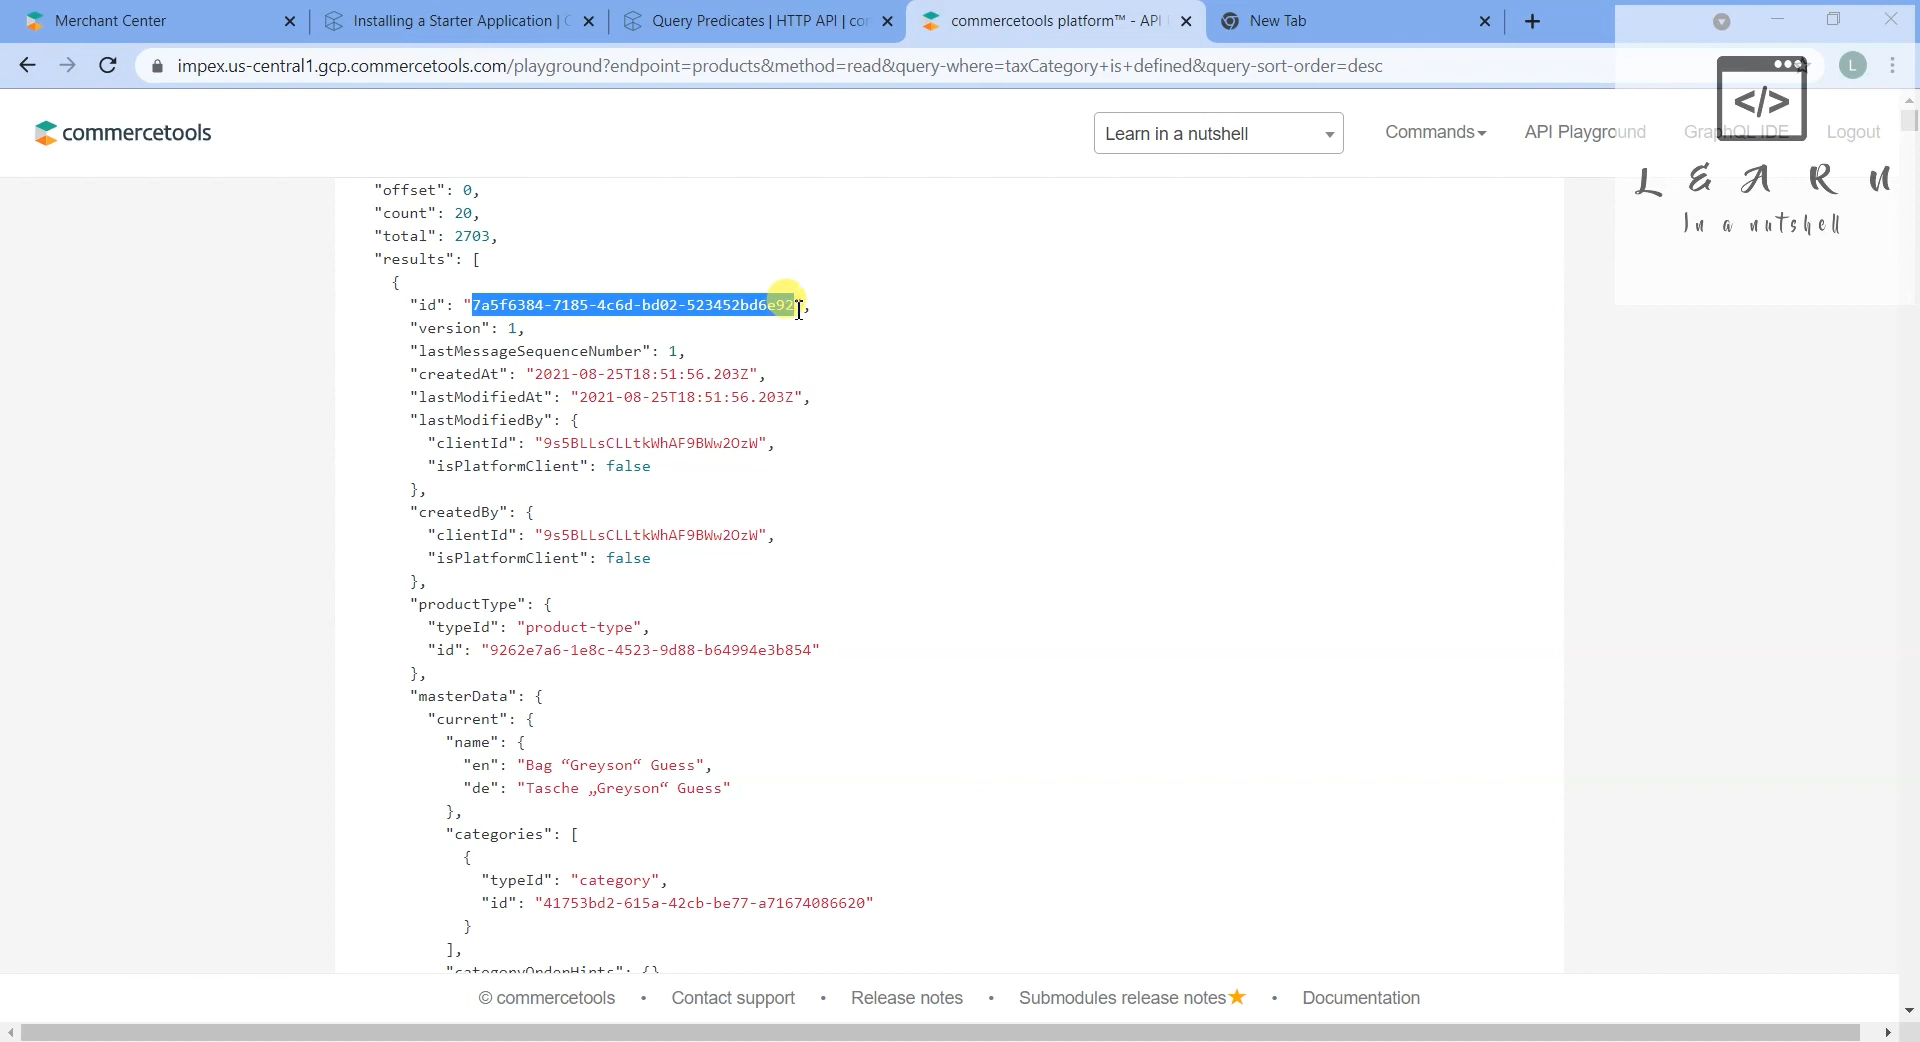 Merchant Center
Installing a Starter Application | C
Query Predicates | HTTP API | con
commercetools platform™ - API
New Tab
impex.us-central1.gcp.commercetools.com/playground?endpoint=products&method=read&query-where=taxCategory+is+defined&query-sort-order=desc
L
commercetools
Learn in a nutshell
Commands
API Playground
GraphQL IDE
Logout
</>
LEARN
In a nutshell
"offset": 0,
"count": 20,
"total": 2703,
"results": [
{
"id": "7a5f6384-7185-4c6d-bd02-523452bd6e92",
"version": 1,
"lastMessageSequenceNumber": 1,
"createdAt": "2021-08-25T18:51:56.203Z",
"lastModifiedAt": "2021-08-25T18:51:56.203Z",
"lastModifiedBy": {
"clientId": "9s5BLLsCLLtkWhAF9BWw2OzW",
"isPlatformClient": false
},
"createdBy": {
"clientId": "9s5BLLsCLLtkWhAF9BWw2OzW",
"isPlatformClient": false
},
"productType": {
"typeId": "product-type",
"id": "9262e7a6-1e8c-4523-9d88-b64994e3b854"
},
"masterData": {
"current": {
"name": {
"en": "Bag “Greyson“ Guess",
"de": "Tasche „Greyson“ Guess"
},
"categories": [
{
"typeId": "category",
"id": "41753bd2-615a-42cb-be77-a71674086620"
}
],
"categoryOrderHints": {}
© commercetools • Contact support • Release notes • Submodules release notes • Documentation